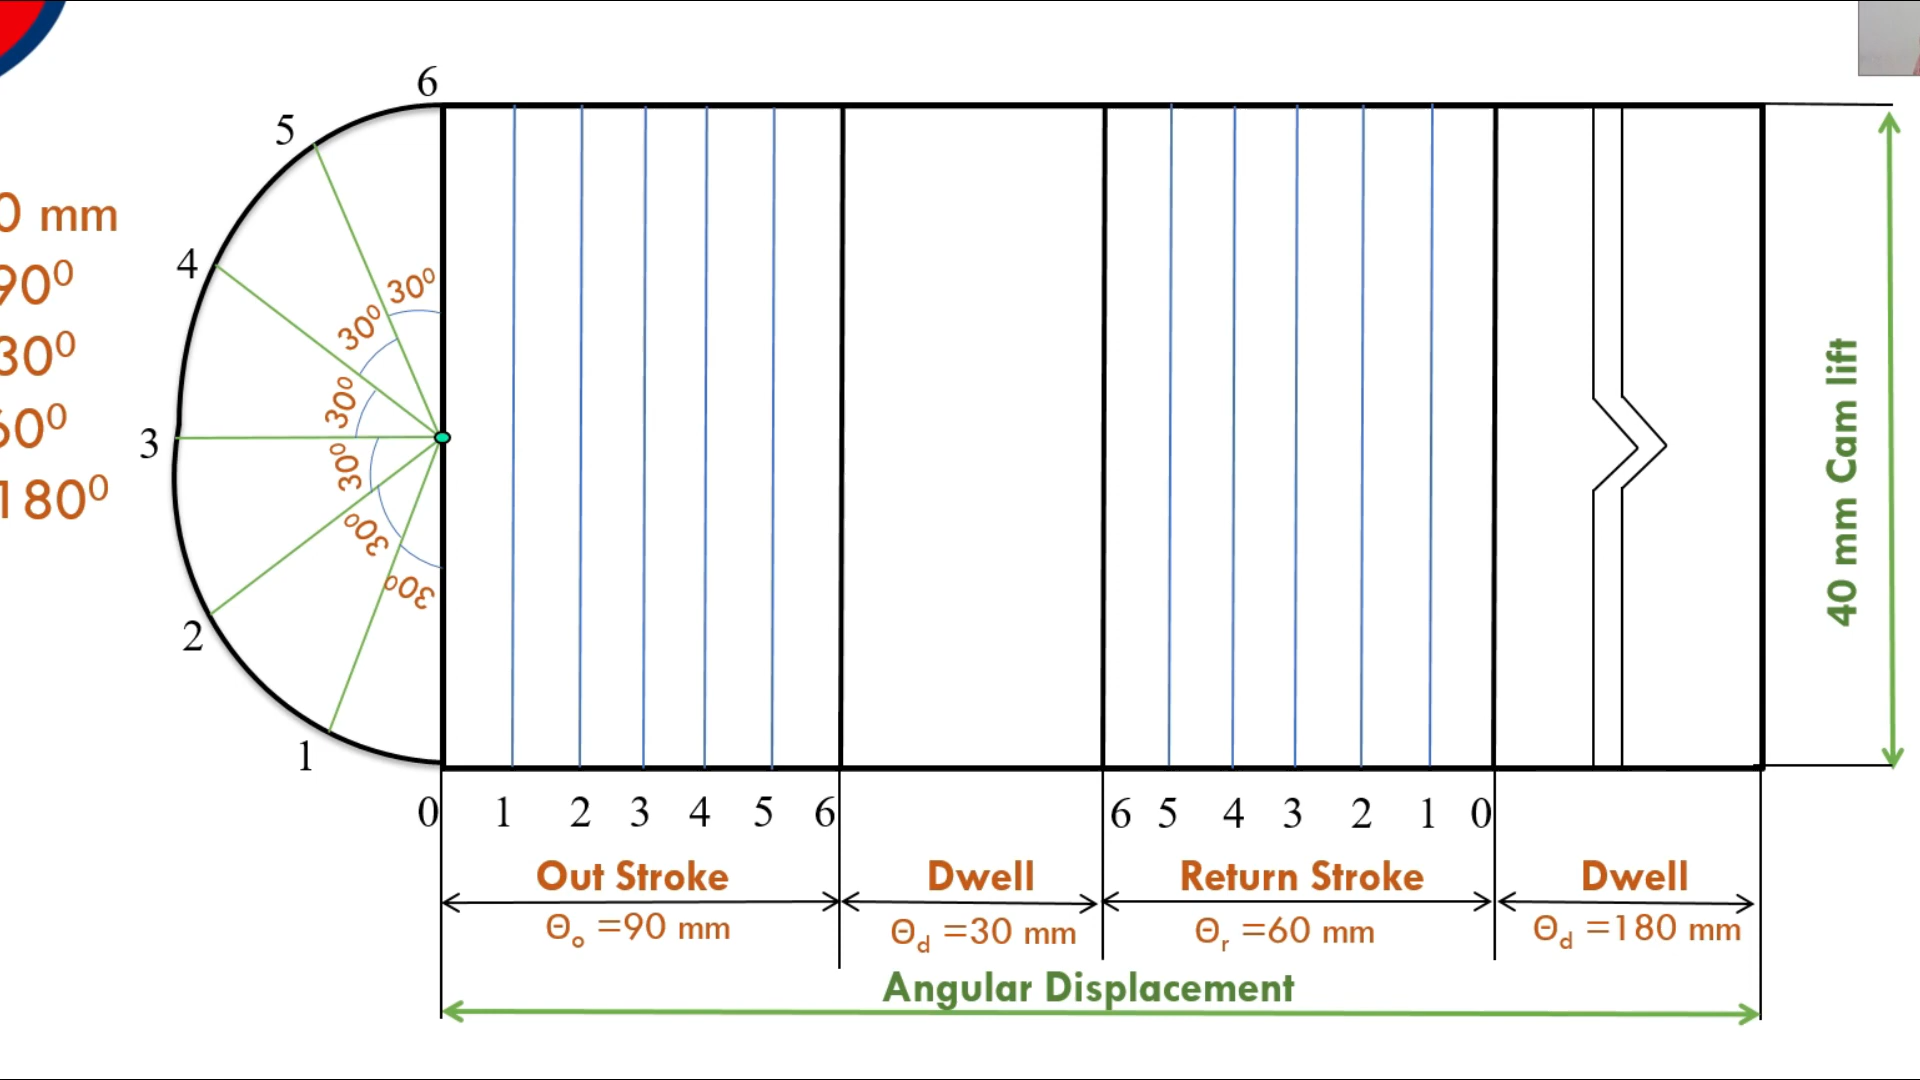 6
5
0 mm
4
90⁰
30⁰
60⁰
180⁰
3
2
1
30⁰
30⁰
30⁰
30⁰
30⁰
30⁰
40 mm Cam lift
0 1 2 3 4 5 6 6 5 4 3 2 1 0
Out Stroke Dwell Return Stroke Dwell
Θₒ =90 mm Θd =30 mm Θr =60 mm Θd =180 mm
Angular Displacement